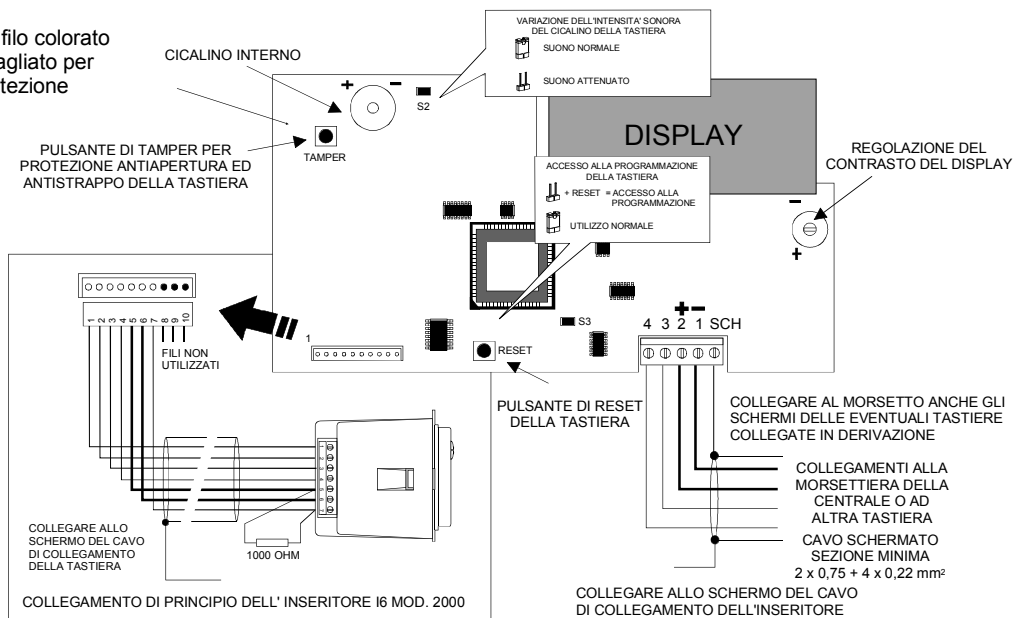 filo colorato
agliato per
tezione
CICALINO INTERNO
+ -
S2
VARIAZIONE DELL'INTENSITA' SONORA
DEL CICALINO DELLA TASTIERA
SUONO NORMALE
SUONO ATTENUATO
TAMPER
PULSANTE DI TAMPER PER
PROTEZIONE ANTIAPERTURA ED
ANTISTRAPPO DELLA TASTIERA
DISPLAY
REGOLAZIONE DEL
CONTRASTO DEL DISPLAY
-
+
ACCESSO ALLA PROGRAMMAZIONE
DELLA TASTIERA
+ RESET = ACCESSO ALLA
PROGRAMMAZIONE
UTILIZZO NORMALE
1 2 3 4 5 6 7 8 9 10
FILI NON
UTILIZZATI
1
S3
RESET
PULSANTE DI RESET
DELLA TASTIERA
+ -
4 3 2 1 SCH
COLLEGARE AL MORSETTO ANCHE GLI
SCHERMI DELLE EVENTUALI TASTIERE
COLLEGATE IN DERIVAZIONE
COLLEGAMENTI ALLA
MORSETTIERA DELLA
CENTRALE O AD
ALTRA TASTIERA
CAVO SCHERMATO
SEZIONE MINIMA
2 x 0,75 + 4 x 0,22 mm²
1 2 3 4 5 6 7
COLLEGARE ALLO
SCHERMO DEL CAVO
DI COLLEGAMENTO
DELLA TASTIERA
1000 OHM
COLLEGAMENTO DI PRINCIPIO DELL' INSERITORE I6 MOD. 2000
COLLEGARE ALLO SCHERMO DEL CAVO
DI COLLEGAMENTO DELL'INSERITORE